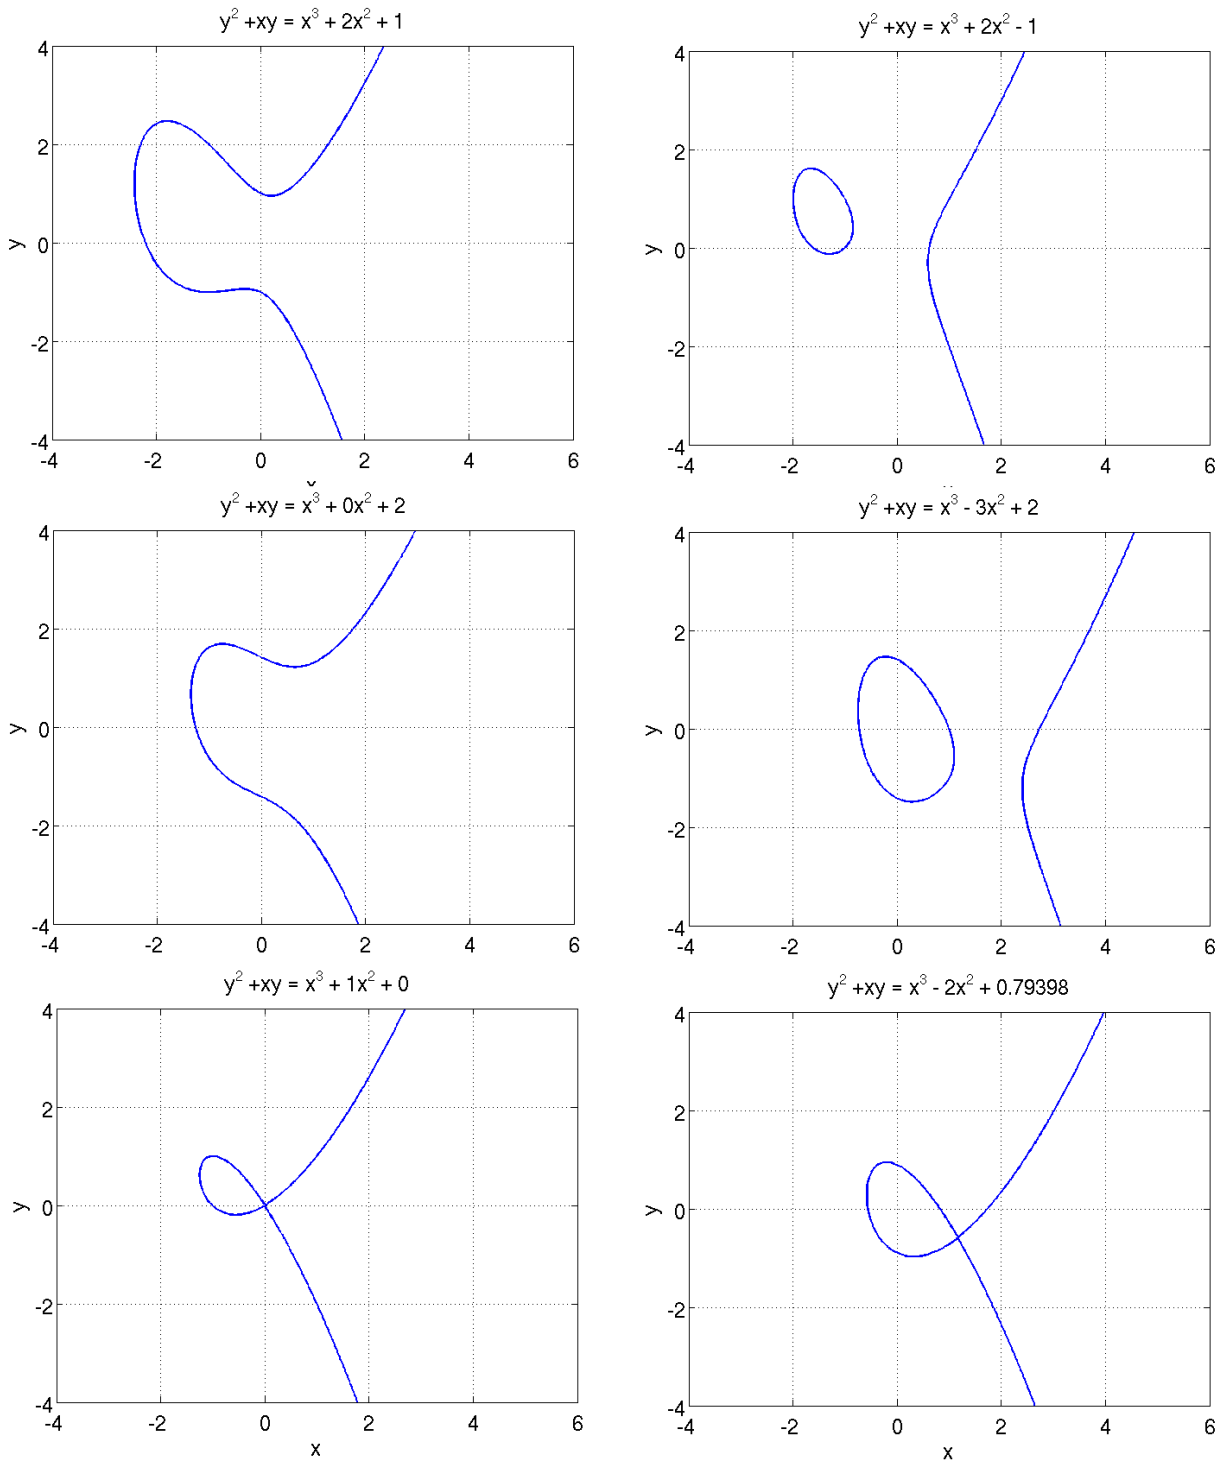 y² +xy = x³ + 2x² + 1
4
2
0
-2
-4
y
-4 -2 0 2 4 6
y² +xy = x³ + 2x² - 1
4
2
0
-2
-4
y
-4 -2 0 2 4 6
y² +xy = x³ + 0x² + 2
4
2
0
-2
-4
y
-4 -2 0 2 4 6
y² +xy = x³ - 3x² + 2
4
2
0
-2
-4
y
-4 -2 0 2 4 6
y² +xy = x³ + 1x² + 0
4
2
0
-2
-4
y
-4 -2 0 2 4 6
x
y² +xy = x³ - 2x² + 0.79398
4
2
0
-2
-4
y
-4 -2 0 2 4 6
x